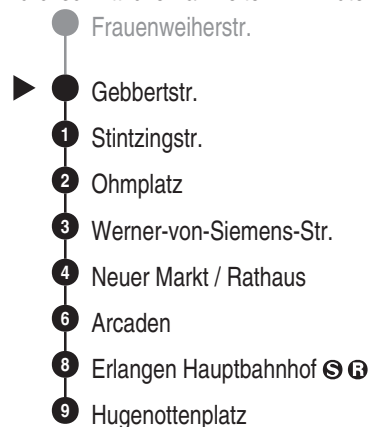 Frauenweiherstr.
Gebbertstr.
1 Stintzingstr.
2 Ohmplatz
3 Werner-von-Siemens-Str.
4 Neuer Markt / Rathaus
6 Arcaden
8 Erlangen Hauptbahnhof S R
9 Hugenottenplatz